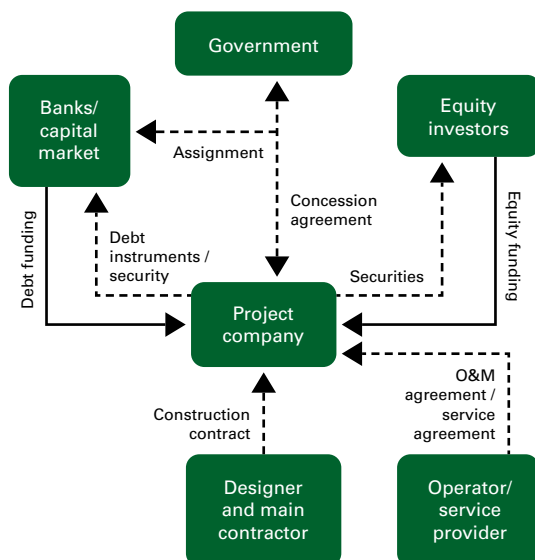 Government
Banks/
capital
market
Equity
investors
Assignment
Concession
agreement
Debt funding
Debt
instruments /
security
Securities
Equity funding
Project
company
O&M
agreement /
service
agreement
Construction
contract
Designer
and main
contractor
Operator/
service
provider